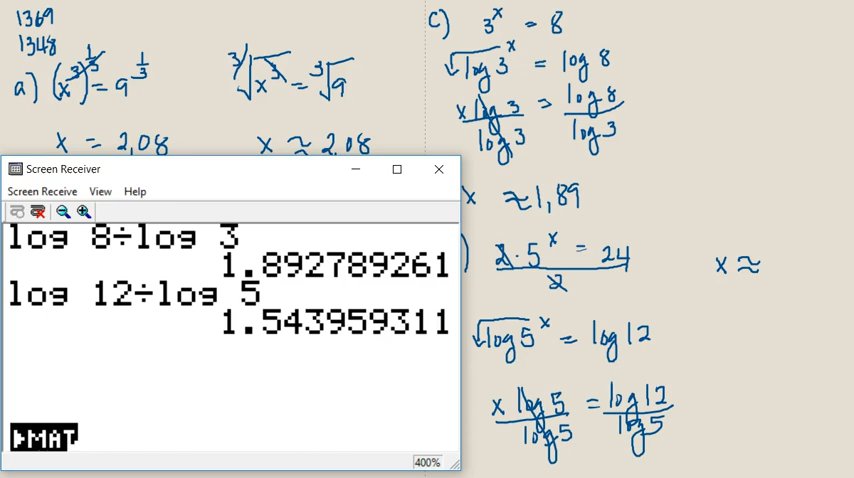 1369
1348
a) (x^3)^{1/3} = 9^{1/3}
∛x^3 = ∛9
x = 2,08
x ≈ 2,08
Screen Receiver
Screen Receive View Help
log 8÷log 3
1.892789261
log 12÷log 5
1.543959311
▶MAT
400%
c) 3^x = 8
log 3^x = log 8
x log 3 / log 3 = log 8 / log 3
x ≈ 1,89
) 2 · 5^x / 2 = 24
x ≈
log 5^x = log 12
x log 5 / log 5 = log 12 / log 5